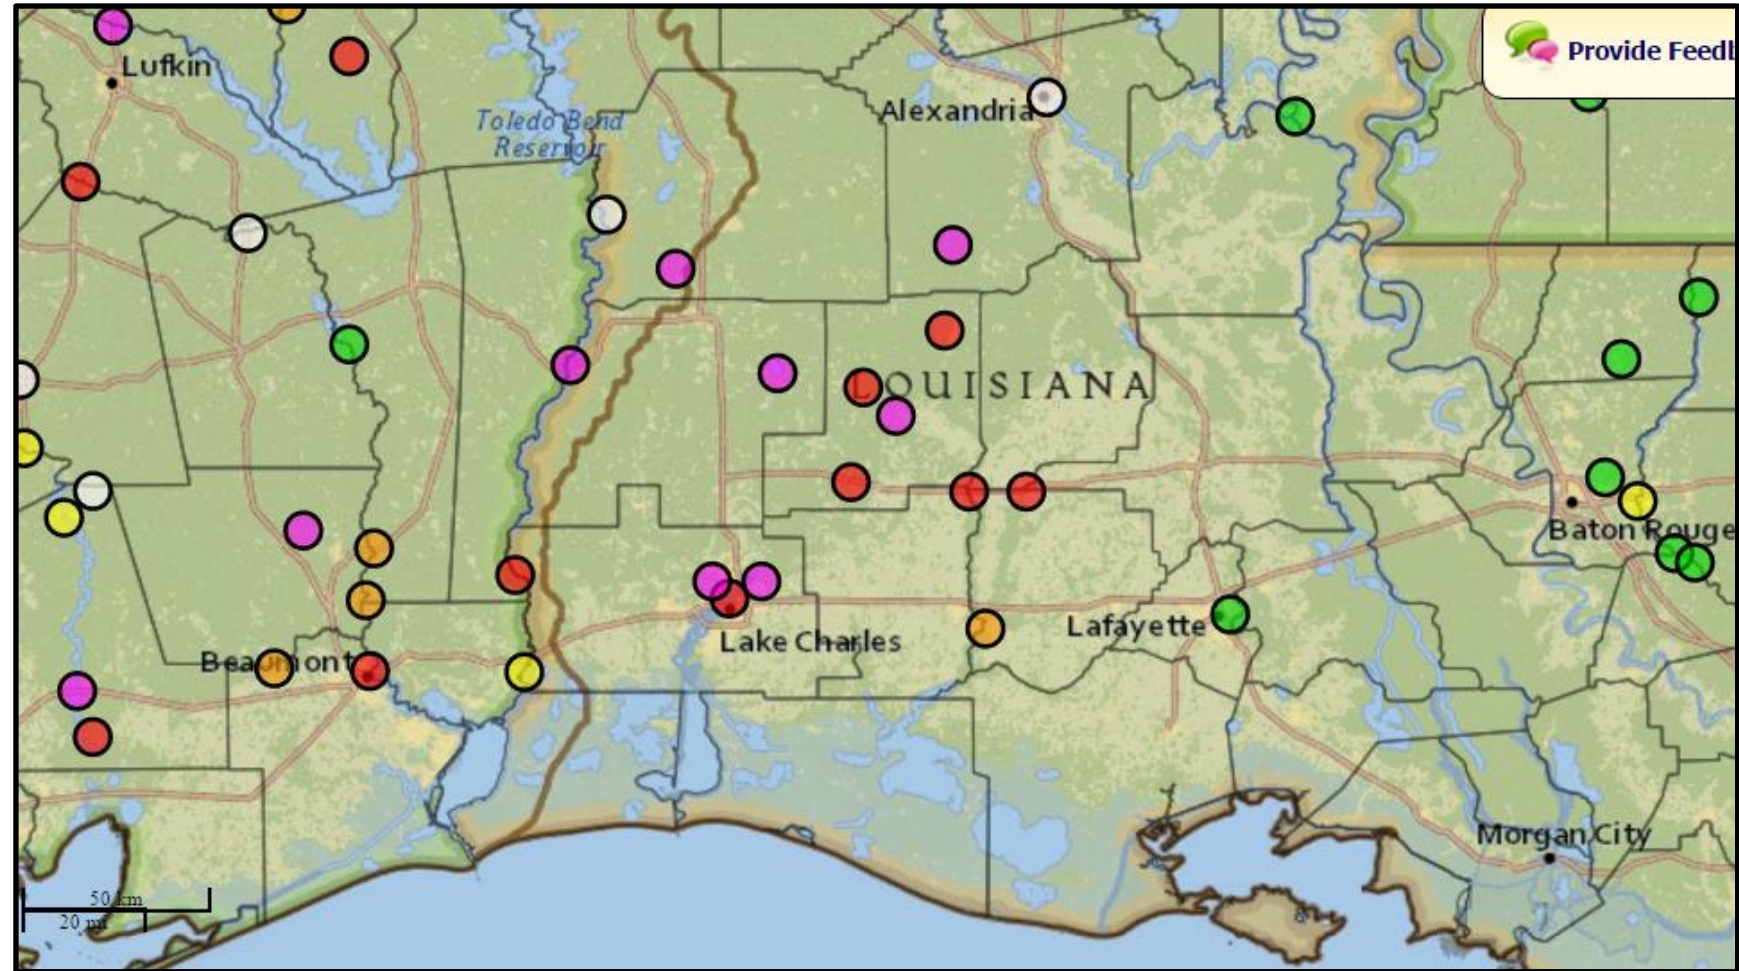 Provide Feedb
Lufkin
Alexandria
Toledo Bend
Reservoir
LOUISIANA
Baton Rouge
Lafayette
Lake Charles
Beaumont
Morgan City
50 km
20 mi